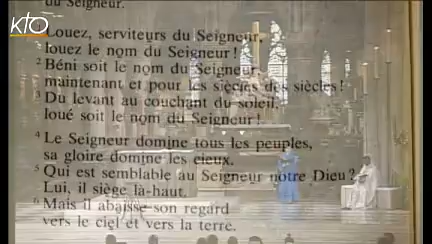 kto
du Seigneur.
Louez, serviteurs du Seigneur,
louez le nom du Seigneur!
2 Béni soit le nom du Seigneur,
maintenant et pour les siècles des siècles!
3 Du levant au couchant du soleil,
loué soit le nom du Seigneur!
4 Le Seigneur domine tous les peuples,
sa gloire domine les cieux.
5 Qui est semblable au Seigneur notre Dieu?
Lui, il siège là-haut.
6 Mais il abaisse son regard
vers le ciel et vers la terre.